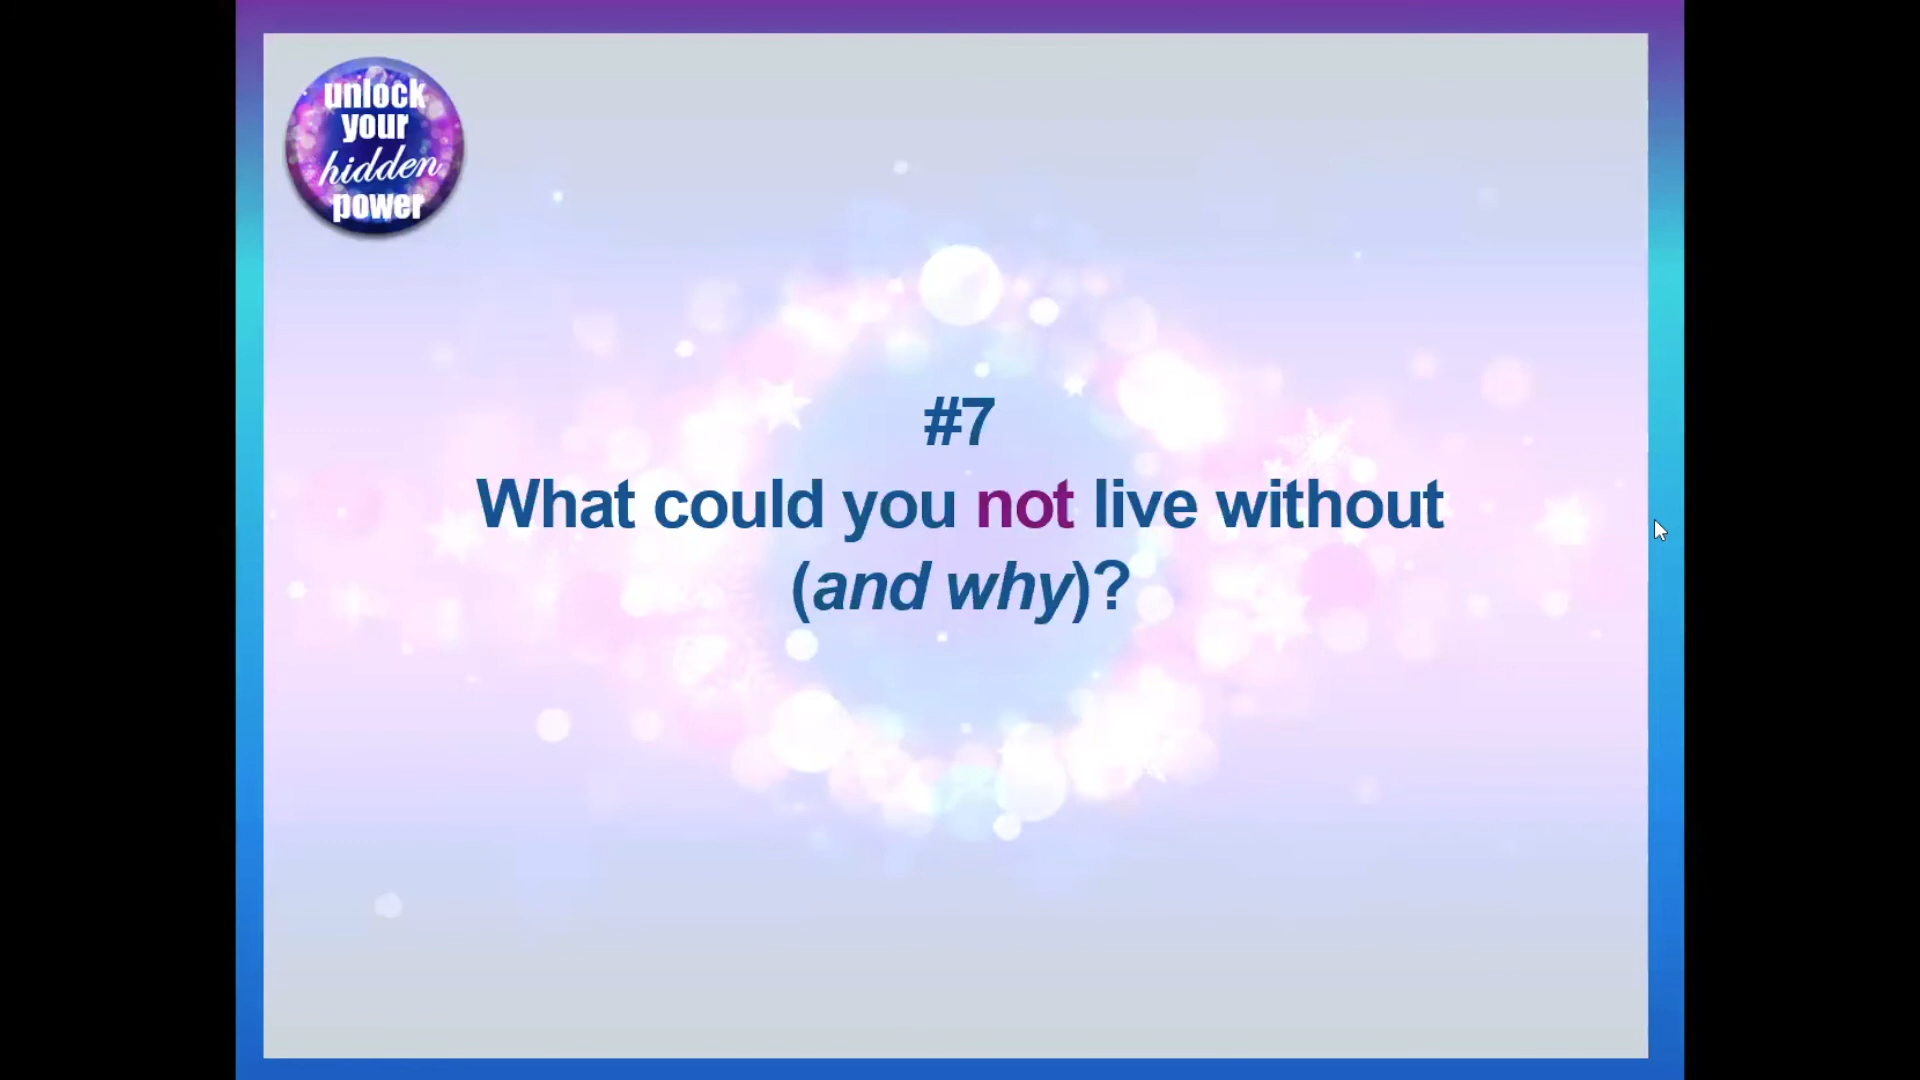 unlock
your
hidden
power
#7
What could you not live without
(and why)?